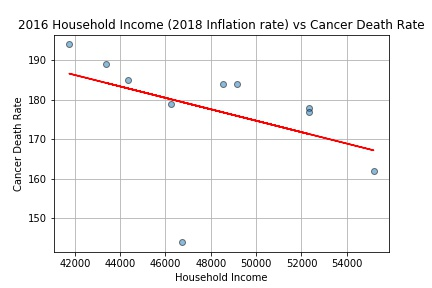 2016 Household Income (2018 Inflation rate) vs Cancer Death Rate
190
180
170
160
150
Cancer Death Rate
42000 44000 46000 48000 50000 52000 54000
Household Income